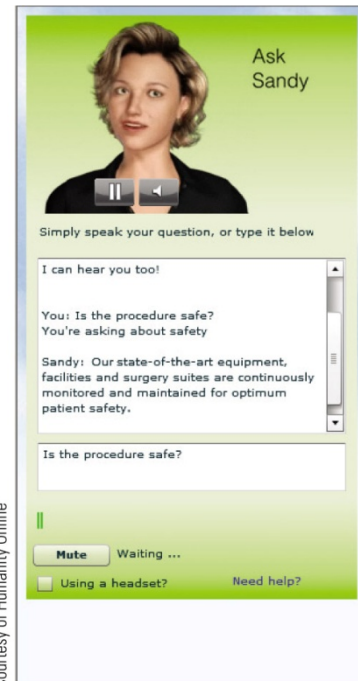 Ask
Sandy
Simply speak your question, or type it below
I can hear you too!
You: Is the procedure safe?
You're asking about safety
Sandy: Our state-of-the-art equipment,
facilities and surgery suites are continuously
monitored and maintained for optimum
patient safety.
Is the procedure safe?
Mute Waiting ...
Using a headset? Need help?
Courtesy of Humanity Online